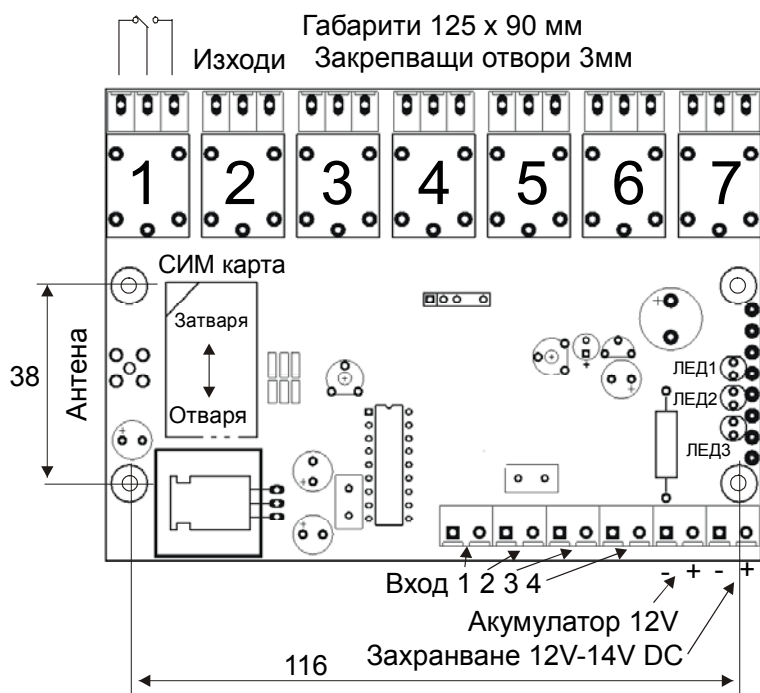 Габарити 125 x 90 мм
Изходи Закрепващи отвори 3мм
1 2 3 4 5 6 7
СИМ карта
Затваря
Отваря
Антена
38
ЛЕД1
ЛЕД2
ЛЕД3
+
+
+
+
+
+
Вход 1 2 3 4
- + - +
Акумулатор 12V
Захранване 12V-14V DC
116